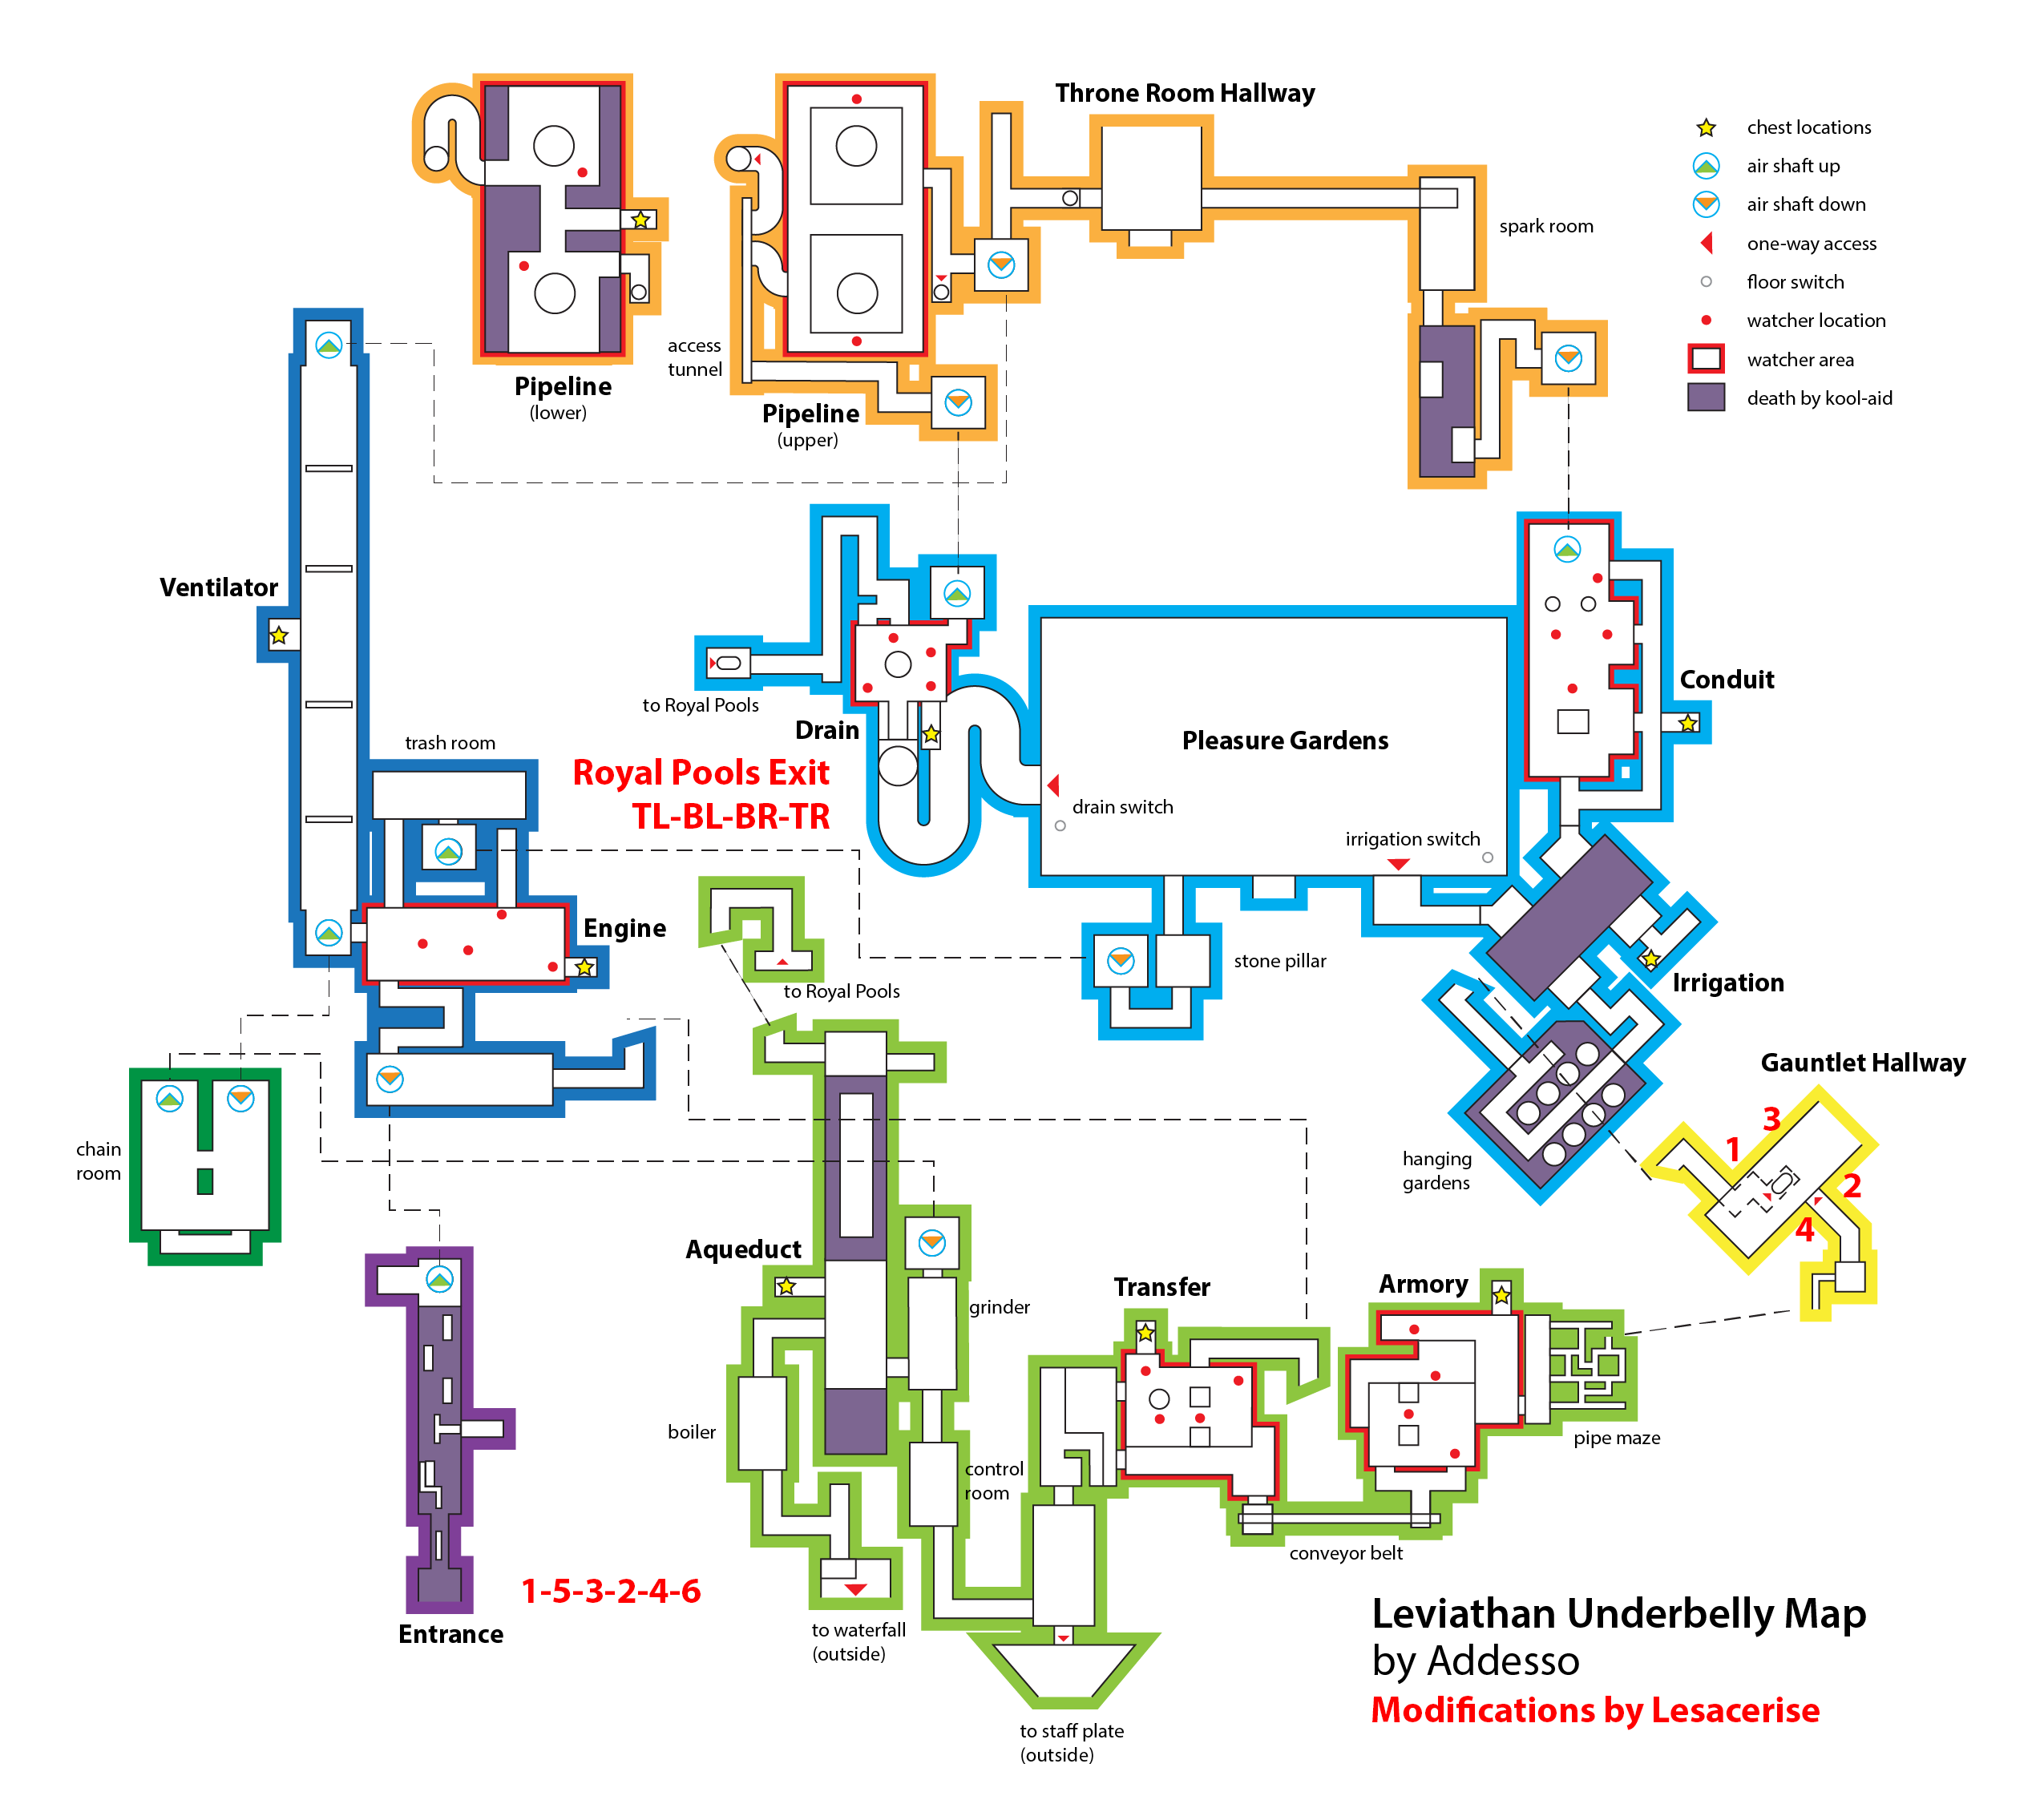 Throne Room Hallway
chest locations
air shaft up
air shaft down
one-way access
floor switch
watcher location
watcher area
death by kool-aid
spark room
access
tunnel
Pipeline
(lower)
Pipeline
(upper)
Ventilator
trash room
to Royal Pools
Drain
Royal Pools Exit
TL-BL-BR-TR
Pleasure Gardens
drain switch
irrigation switch
Conduit
Engine
to Royal Pools
stone pillar
Irrigation
hanging
gardens
Gauntlet Hallway
3
1
2
4
chain
room
Aqueduct
grinder
Transfer
Armory
boiler
control
room
pipe maze
conveyor belt
1-5-3-2-4-6
Entrance
to waterfall
(outside)
to staff plate
(outside)
Leviathan Underbelly Map
by Addesso
Modifications by Lesacerise